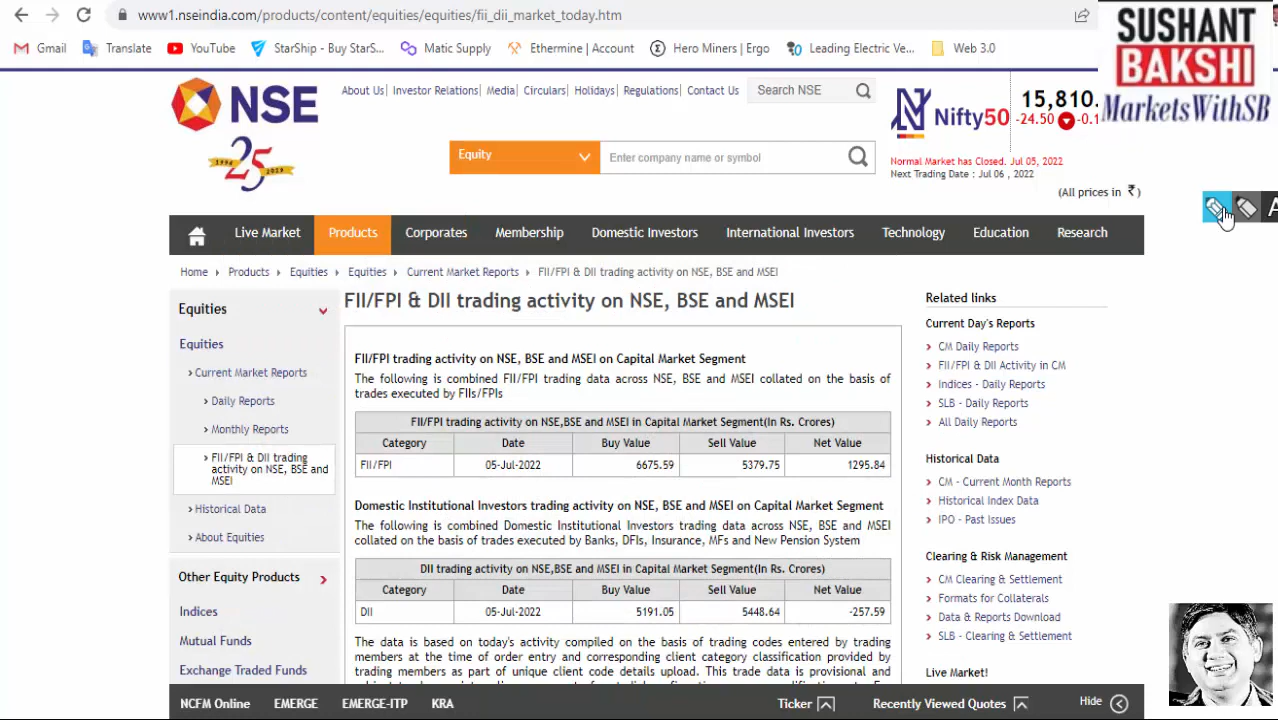 www1.nseindia.com/products/content/equities/equities/fii_dii_market_today.htm
Gmail
Translate
YouTube
StarShip - Buy StarS...
Matic Supply
Ethermine | Account
Hero Miners | Ergo
Leading Electric Ve...
Web 3.0
SUSHANT
BAKSHI
MarketsWithSB
NSE
25
About Us
Investor Relations
Media
Circulars
Holidays
Regulations
Contact Us
Search NSE
Equity
Enter company name or symbol
Nifty50
15,810.
-24.50
-0.1
Normal Market has Closed. Jul 05, 2022
Next Trading Date : Jul 06 , 2022
(All prices in ₹)
Live Market
Products
Corporates
Membership
Domestic Investors
International Investors
Technology
Education
Research
Home
Products
Equities
Equities
Current Market Reports
FII/FPI & DII trading activity on NSE, BSE and MSEI
Equities
Equities
Current Market Reports
Daily Reports
Monthly Reports
FII/FPI & DII trading
activity on NSE, BSE and
MSEI
Historical Data
About Equities
Other Equity Products
Indices
Mutual Funds
Exchange Traded Funds
FII/FPI & DII trading activity on NSE, BSE and MSEI
FII/FPI trading activity on NSE, BSE and MSEI on Capital Market Segment
The following is combined FII/FPI trading data across NSE, BSE and MSEI collated on the basis of
trades executed by FIIs/FPIs
FII/FPI trading activity on NSE,BSE and MSEI in Capital Market Segment(In Rs. Crores)
Category Date Buy Value Sell Value Net Value
FII/FPI 05-Jul-2022 6675.59 5379.75 1295.84
Domestic Institutional Investors trading activity on NSE, BSE and MSEI on Capital Market Segment
The following is combined Domestic Institutional Investors trading data across NSE, BSE and MSEI
collated on the basis of trades executed by Banks, DFIs, Insurance, MFs and New Pension System
DII trading activity on NSE,BSE and MSEI in Capital Market Segment(In Rs. Crores)
Category Date Buy Value Sell Value Net Value
DII 05-Jul-2022 5191.05 5448.64 -257.59
The data is based on today's activity compiled on the basis of trading codes entered by trading
members at the time of order entry and corresponding client category classification provided by
trading members as part of unique client code details upload. This trade data is provisional and
Related links
Current Day's Reports
CM Daily Reports
FII/FPI & DII Activity in CM
Indices - Daily Reports
SLB - Daily Reports
All Daily Reports
Historical Data
CM - Current Month Reports
Historical Index Data
IPO - Past Issues
Clearing & Risk Management
CM Clearing & Settlement
Formats for Collaterals
Data & Reports Download
SLB - Clearing & Settlement
Live Market!
NCFM Online
EMERGE
EMERGE-ITP
KRA
Ticker
Recently Viewed Quotes
Hide